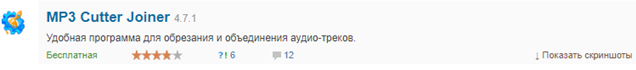 MP3 Cutter Joiner 4.7.1
Удобная программа для обрезания и объединения аудио-треков.
Бесплатная ?! 6 12 ↓ Показать скриншоты